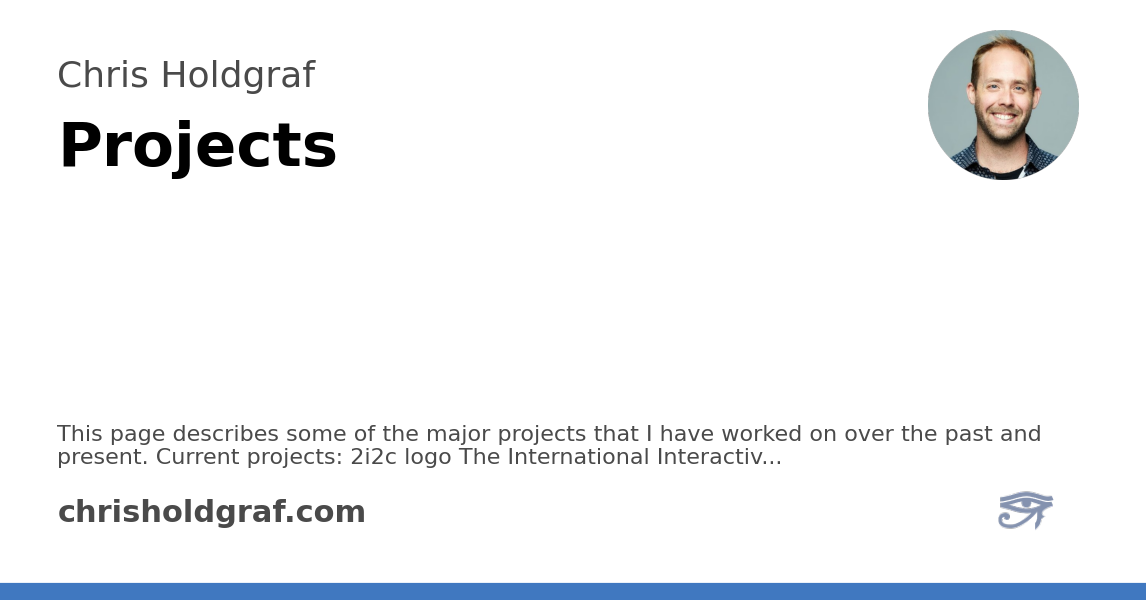 Chris Holdgraf
Projects
This page describes some of the major projects that I have worked on over the past and
present. Current projects: 2i2c logo The International Interactiv...
chrisholdgraf.com